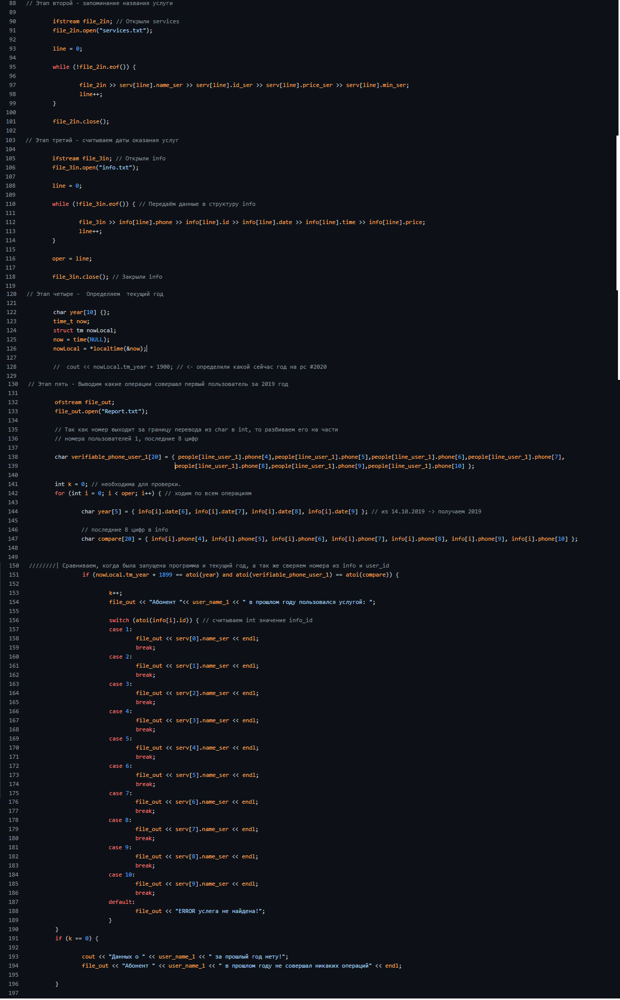 88 // Этап второй - запоминание названия услуги
89
90 ifstream file_2in; // Открыли services
91 file_2in.open("services.txt");
92
93 line = 0;
94
95 while (!file_2in.eof()) {
96
97 file_2in >> serv[line].name_ser >> serv[line].id_ser >> serv[line].price_ser >> serv[line].min_ser;
98 line++;
99 }
100
101 file_2in.close();
102
103 // Этап третий - считываем даты оказания услуг
104
105 ifstream file_3in; // Открыли info
106 file_3in.open("info.txt");
107
108 line = 0;
109
110 while (!file_3in.eof()) { // Передаём данные в структуру info
111
112 file_3in >> info[line].phone >> info[line].id >> info[line].date >> info[line].time >> info[line].price;
113 line++;
114 }
115
116 oper = line;
117
118 file_3in.close(); // Закрыли info
119
120 // Этап четыре -  Определяем  текущий год
121
122 char year[10] {};
123 time_t now;
124 struct tm nowLocal;
125 now = time(NULL);
126 nowLocal = *localtime(&now);
127
128 //  cout << nowLocal.tm_year + 1900; // <- определили какой сейчас год на pc #2020
129
130 // Этап пять - Выводим какие операции совершал первый пользователь за 2019 год
131
132 ofstream file_out;
133 file_out.open("Report.txt");
134
135 // Так как номер выходит за границу перевода из char в int, то разбиваем его на части
136 // номера пользователей 1, последние 8 цифр
137
138 char verifiable_phone_user_1[20] = { people[line_user_1].phone[4],people[line_user_1].phone[5],people[line_user_1].phone[6],people[line_user_1].phone[7],
139 people[line_user_1].phone[8],people[line_user_1].phone[9],people[line_user_1].phone[10] };
140
141 int k = 0; // необходима для проверки.
142 for (int i = 0; i < oper; i++) { // ходим по всем операциям
143
144 char year[5] = { info[i].date[6], info[i].date[7], info[i].date[8], info[i].date[9] }; // из 14.10.2019 -> получаем 2019
145
146 // последние 8 цифр в info
147 char compare[20] = { info[i].phone[4], info[i].phone[5], info[i].phone[6], info[i].phone[7], info[i].phone[8], info[i].phone[9], info[i].phone[10] };
148
149
150 ////////| Сравниваем, когда была запущена программа и текущий год, а так же сверяем номера из info и user_id
151 if (nowLocal.tm_year + 1899 == atoi(year) and atoi(verifiable_phone_user_1) == atoi(compare)) {
152
153 k++;
154 file_out << "Абонент "<< user_name_1 << " в прошлом году пользовался услугой: ";
155
156 switch (atoi(info[i].id)) { // считываем int значение info_id
157 case 1:
158 file_out << serv[0].name_ser << endl;
159 break;
160 case 2:
161 file_out << serv[1].name_ser << endl;
162 break;
163 case 3:
164 file_out << serv[2].name_ser << endl;
165 break;
166 case 4:
167 file_out << serv[3].name_ser << endl;
168 break;
169 case 5:
170 file_out << serv[4].name_ser << endl;
171 break;
172 case 6:
173 file_out << serv[5].name_ser << endl;
174 break;
175 case 7:
176 file_out << serv[6].name_ser << endl;
177 break;
178 case 8:
179 file_out << serv[7].name_ser << endl;
180 break;
181 case 9:
182 file_out << serv[8].name_ser << endl;
183 break;
184 case 10:
185 file_out << serv[9].name_ser << endl;
186 break;
187 default:
188 file_out << "ERROR услега не найдена!";
189 }
190 }
191 if (k == 0) {
192
193 cout << "Данных о " << user_name_1 << " за прошлый год нету!";
194 file_out << "Абонент " << user_name_1 << " в прошлом году не совершал никаких операций" << endl;
195
196 }
197